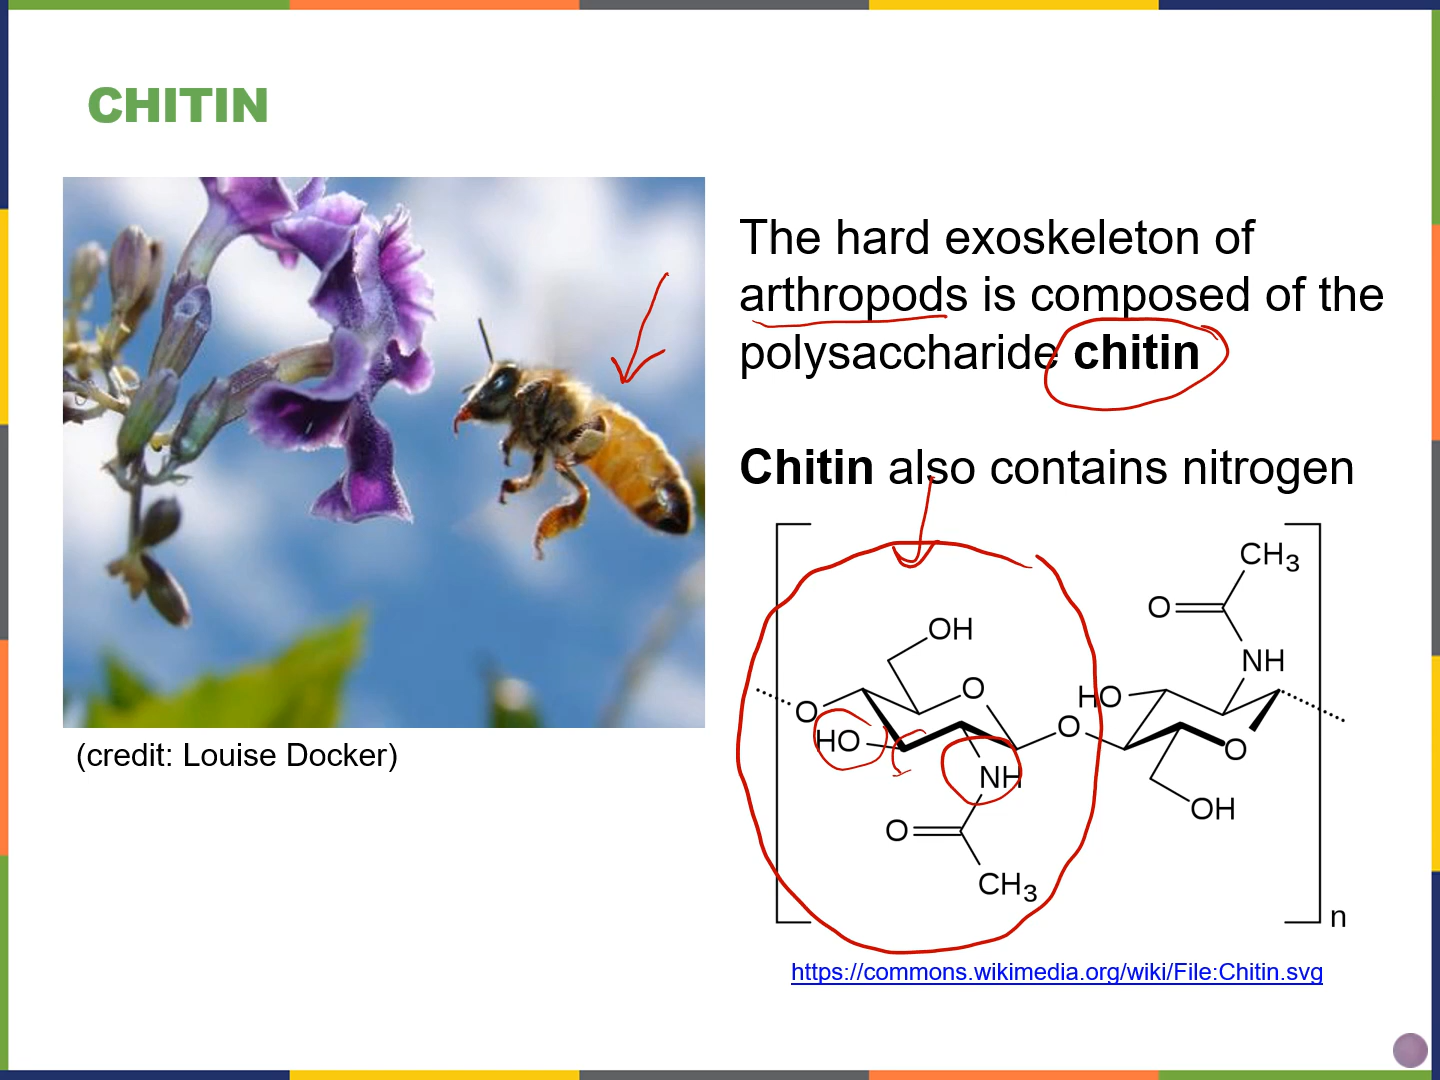 CHITIN
The hard exoskeleton of
arthropods is composed of the
polysaccharide chitin
Chitin also contains nitrogen
CH3
O
NH
OH
O
HO
O
O
HO
O
NH
OH
O
CH3
n
(credit: Louise Docker)
https://commons.wikimedia.org/wiki/File:Chitin.svg